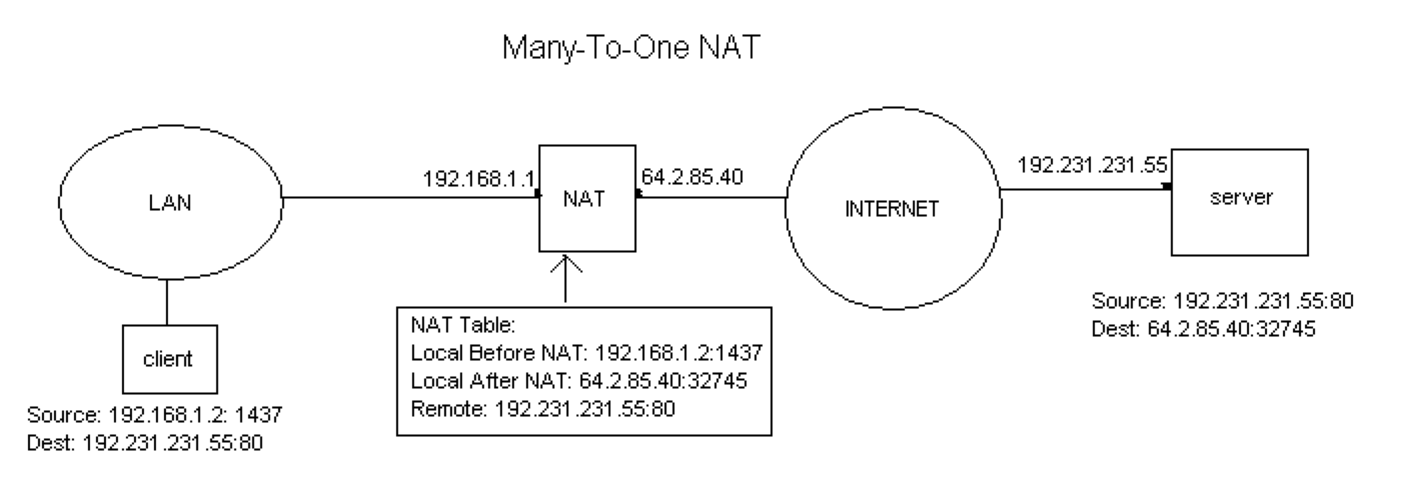 Many-To-One NAT
LAN
192.168.1.1
NAT
64.2.85.40
INTERNET
192.231.231.55
server
client
Source: 192.168.1.2: 1437
Dest: 192.231.231.55:80
NAT Table:
Local Before NAT: 192.168.1.2:1437
Local After NAT: 64.2.85.40:32745
Remote: 192.231.231.55:80
Source: 192.231.231.55:80
Dest: 64.2.85.40:32745